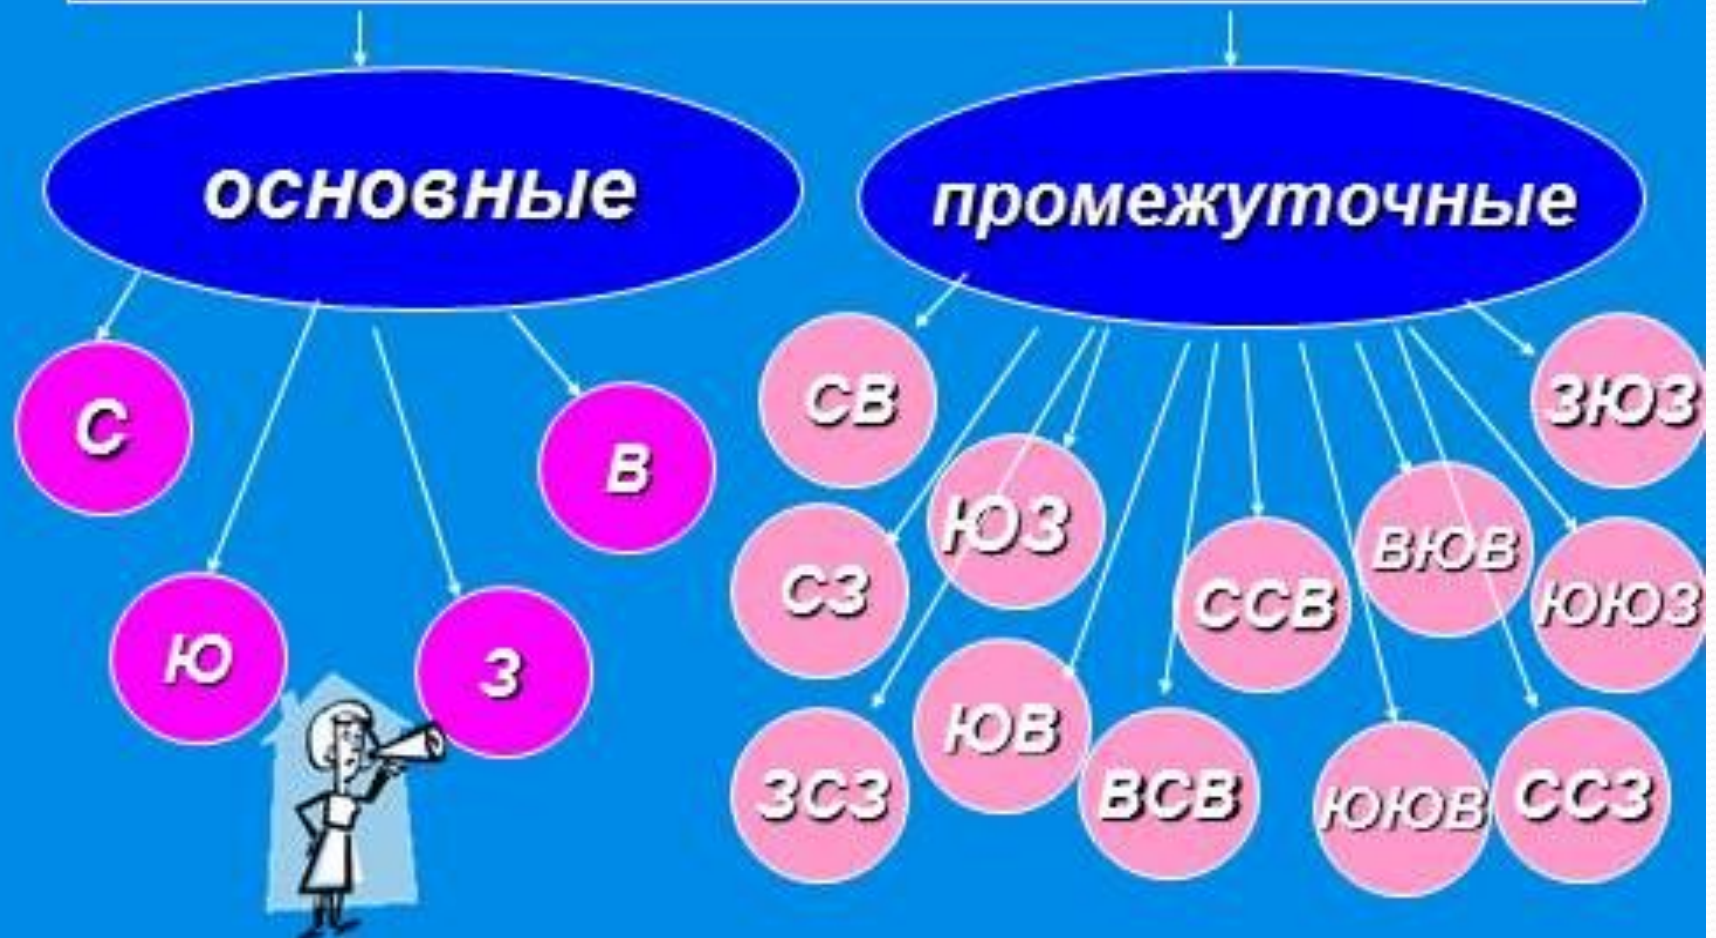 основные
промежуточные
С
Ю
З
В
СВ
СЗ
ЗСЗ
ЮЗ
ЮВ
ВСВ
ССВ
ЮЮВ
ВЮВ
ССЗ
ЮЮЗ
ЗЮЗ